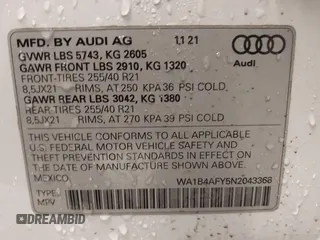 MFD. BY AUDI AG 11 21
GVWR LBS 5743, KG 2605
GAWR FRONT LBS 2910, KG 1320
FRONT-TIRES 255/40 R21
8,5JX21 RIMS, AT 250 KPA 36 PSI COLD
GAWR REAR LBS 3042, KG 1380
REAR-TIRES 255/40 R21
8,5JX21 RIMS, AT 270 KPA 39 PSI COLD
Audi
THIS VEHICLE CONFORMS TO ALL APPLICABLE
U.S. FEDERAL MOTOR VEHICLE SAFETY AND
THEFT PREVENTION STANDARDS IN EFFECT ON THE
DATE OF MANUFACTURE SHOWN ABOVE.
MEXICO WA1B4AFY5N2043368
TYPE:
MPV
DREAMBID